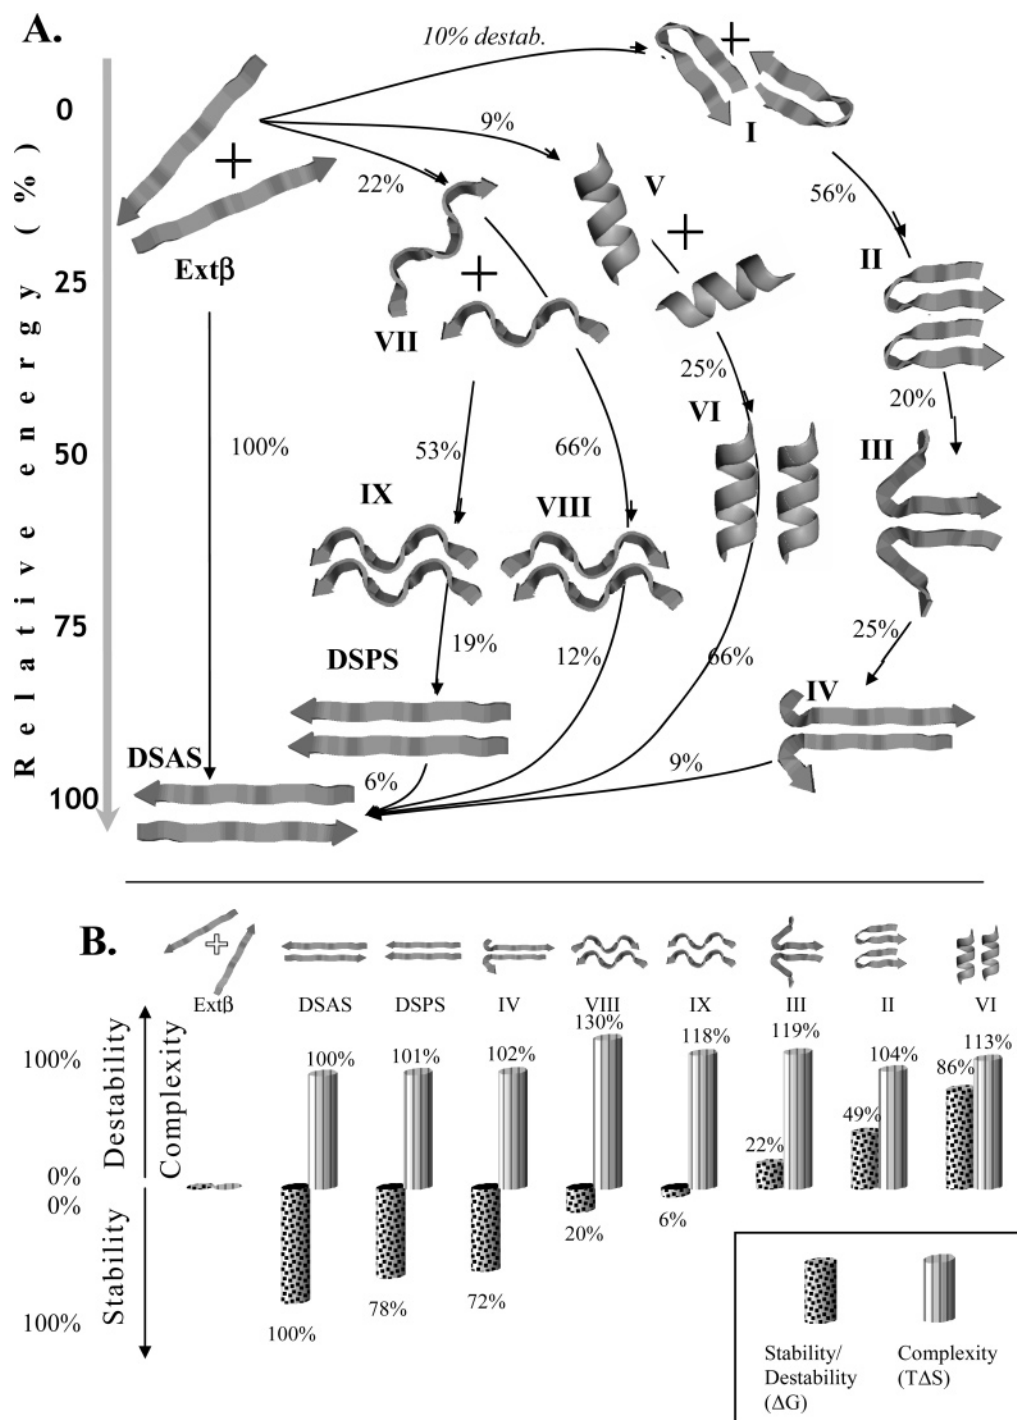 A.
10% destab.
+
I
0
9%
+
22%
V
56%
Extβ
+
II
25
+
VII
25%
VI
20%
50
100%
53%
66%
IX
VIII
III
75
DSPS
19%
12%
66%
25%
IV
DSAS
6%
9%
100
Relative energy (%)
B.
+
Extβ
DSAS
DSPS
IV
VIII
IX
III
II
VI
100%
100%
101%
102%
130%
118%
119%
104%
113%
86%
49%
22%
0%
0%
20%
6%
78%
72%
100%
100%
Destability
Complexity
Stability
Stability/
Destability
(ΔG)
Complexity
(TΔS)